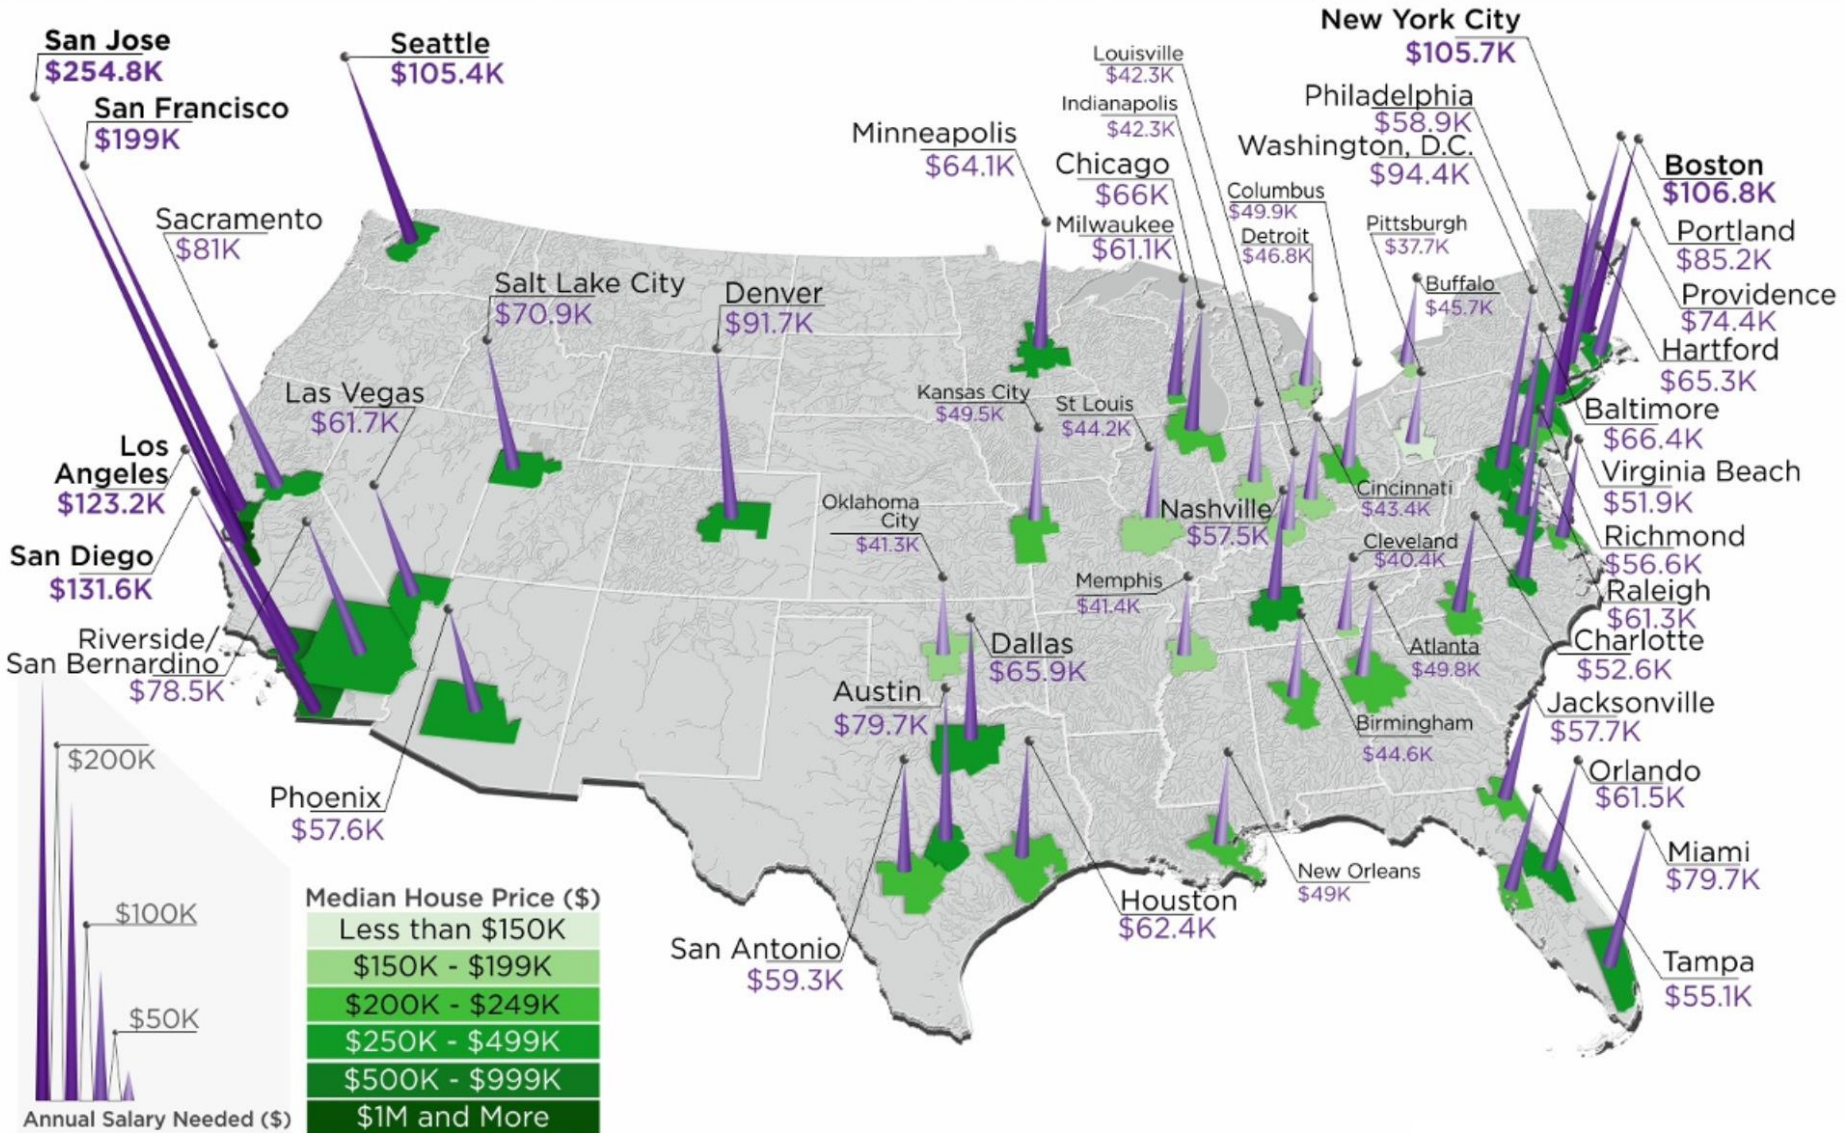 San Jose
$254.8K
San Francisco
$199K
Seattle
$105.4K
Sacramento
$81K
Salt Lake City
$70.9K
Denver
$91.7K
Las Vegas
$61.7K
Los
Angeles
$123.2K
San Diego
$131.6K
Riverside/
San Bernardino
$78.5K
Phoenix
$57.6K
Minneapolis
$64.1K
Louisville
$42.3K
Indianapolis
$42.3K
Chicago
$66K
Milwaukee
$61.1K
New York City
$105.7K
Philadelphia
$58.9K
Washington, D.C.
$94.4K
Columbus
$49.9K
Detroit
$46.8K
Pittsburgh
$37.7K
Buffalo
$45.7K
Boston
$106.8K
Portland
$85.2K
Providence
$74.4K
Hartford
$65.3K
Baltimore
$66.4K
Virginia Beach
$51.9K
Richmond
$56.6K
Raleigh
$61.3K
Charlotte
$52.6K
Kansas City
$49.5K
St Louis
$44.2K
Oklahoma
City
$41.3K
Nashville
$57.5K
Cincinnati
$43.4K
Cleveland
$40.4K
Memphis
$41.4K
Dallas
$65.9K
Austin
$79.7K
Atlanta
$49.8K
Birmingham
$44.6K
Jacksonville
$57.7K
Orlando
$61.5K
Miami
$79.7K
Tampa
$55.1K
New Orleans
$49K
Houston
$62.4K
San Antonio
$59.3K
$200K
$100K
$50K
Annual Salary Needed ($)
Median House Price ($)
Less than $150K
$150K - $199K
$200K - $249K
$250K - $499K
$500K - $999K
$1M and More